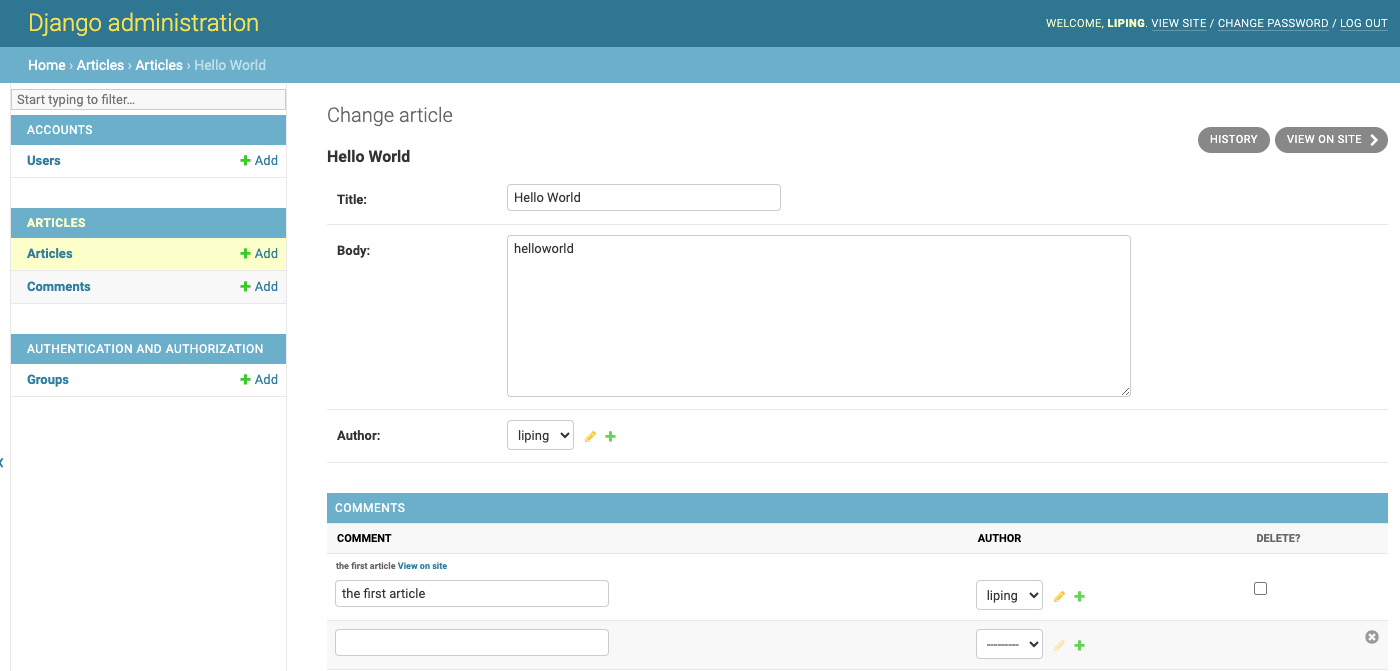 Django administration
WELCOME, LIPING. VIEW SITE / CHANGE PASSWORD / LOG OUT
Home › Articles › Articles › Hello World
Start typing to filter...
ACCOUNTS
Users Add
ARTICLES
Articles Add
Comments Add
AUTHENTICATION AND AUTHORIZATION
Groups Add
Change article
HISTORY VIEW ON SITE
Hello World
Title: Hello World
Body: helloworld
Author: liping
COMMENTS
COMMENT AUTHOR DELETE?
the first article View on site
the first article liping
---------